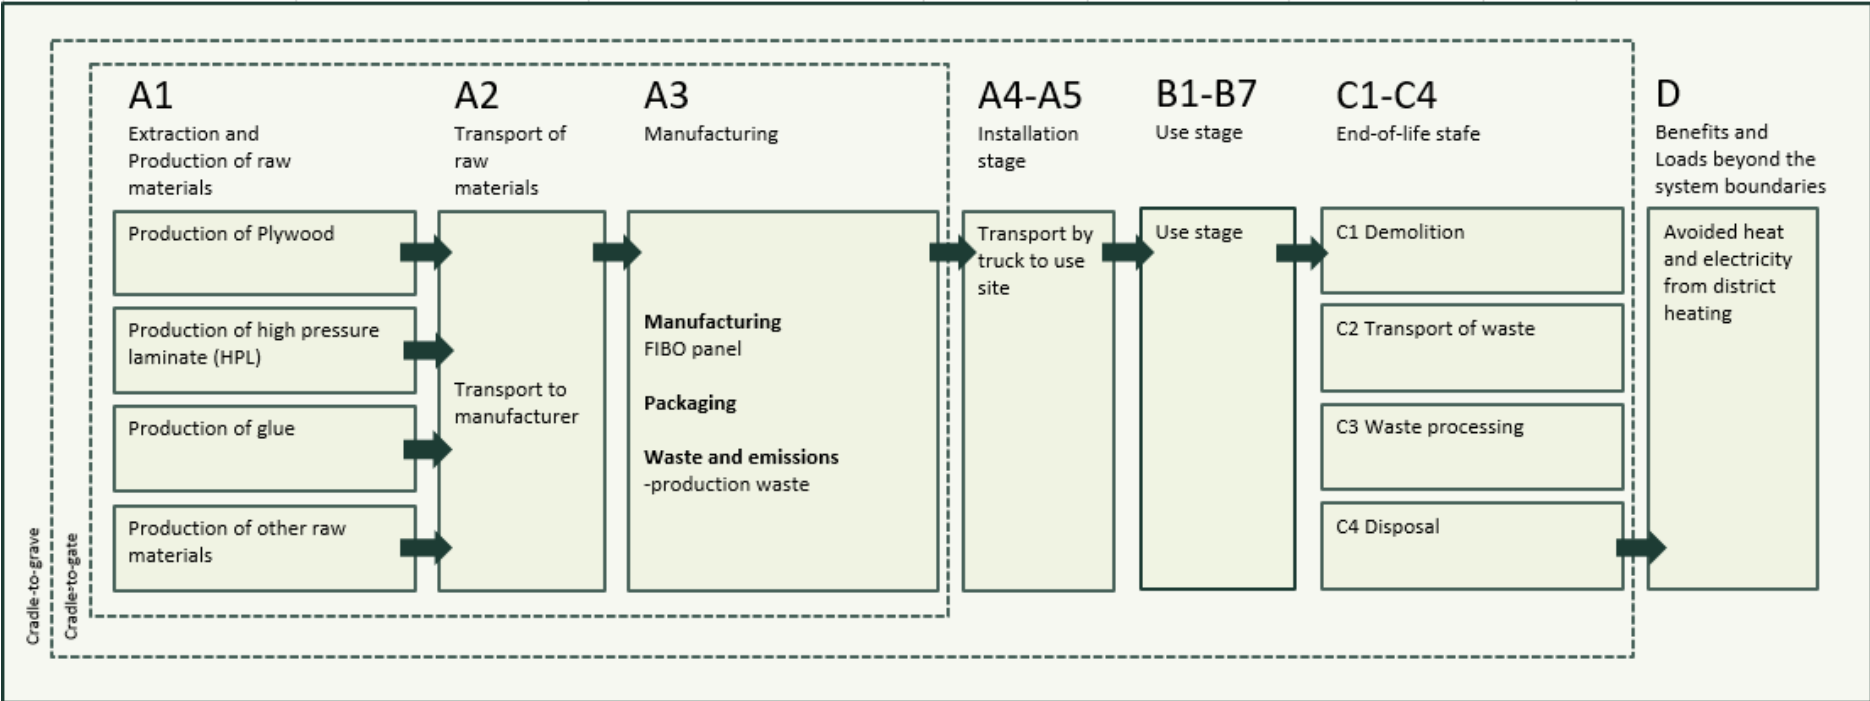 A1
Extraction and
Production of raw
materials
Production of Plywood
Production of high pressure
laminate (HPL)
Production of glue
Production of other raw
materials
A2
Transport of
raw
materials
Transport to
manufacturer
A3
Manufacturing
Manufacturing
FIBO panel
Packaging
Waste and emissions
-production waste
A4-A5
Installation
stage
Transport by
truck to use
site
B1-B7
Use stage
Use stage
C1-C4
End-of-life stafe
C1 Demolition
C2 Transport of waste
C3 Waste processing
C4 Disposal
D
Benefits and
Loads beyond the
system boundaries
Avoided heat
and electricity
from district
heating
Cradle-to-grave
Cradle-to-gate